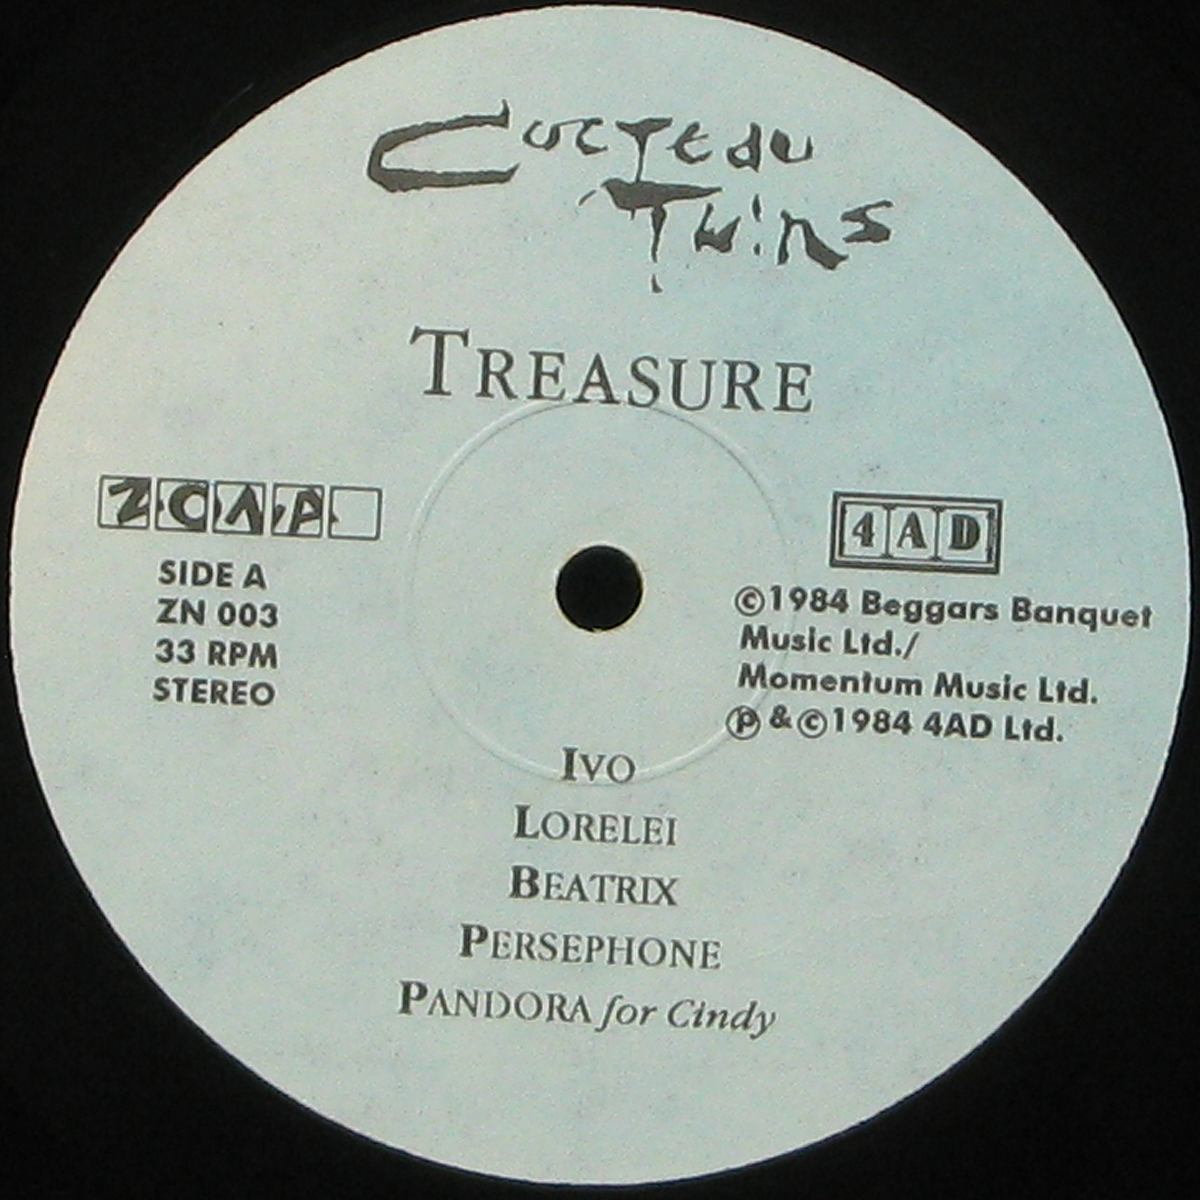 Cocteau
Twins
TREASURE
4AD
SIDE A
ZN 003
33 RPM
STEREO
©1984 Beggars Banquet
Music Ltd./
Momentum Music Ltd.
℗ & ©1984 4AD Ltd.
IVO
LORELEI
BEATRIX
PERSEPHONE
PANDORA for Cindy